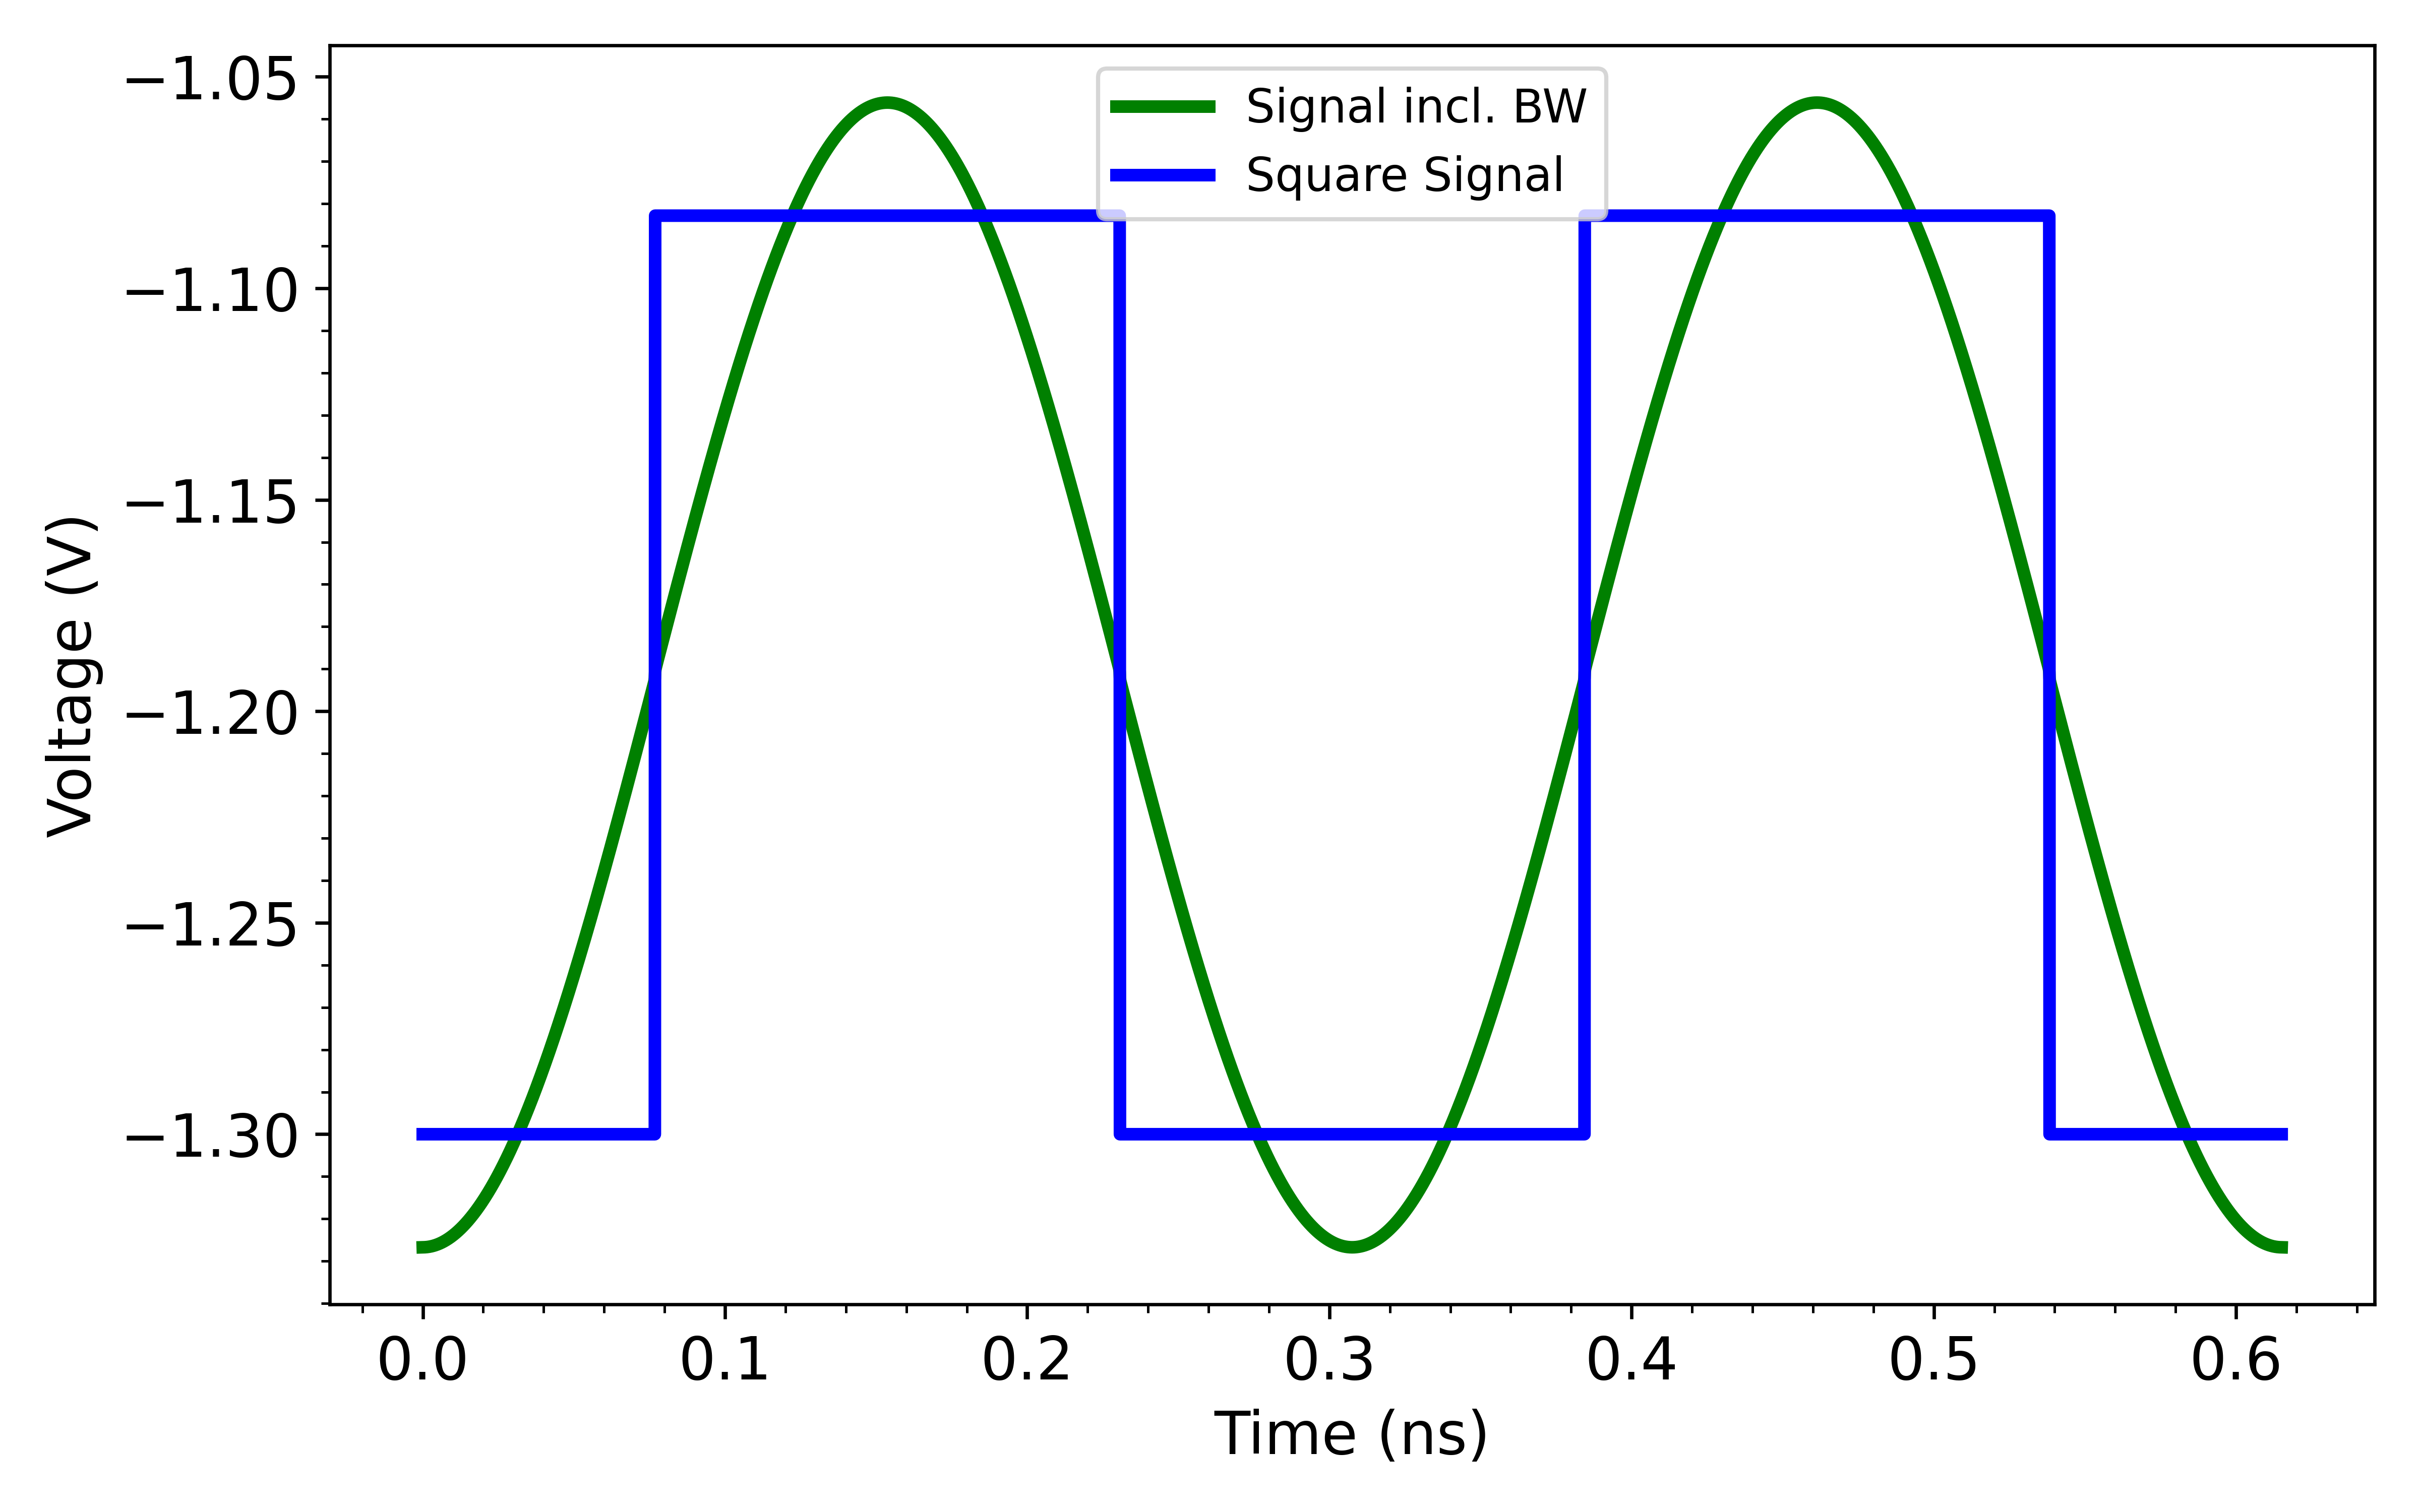 −1.05
−1.10
−1.15
−1.20
−1.25
−1.30
Voltage (V)
Signal incl. BW
Square Signal
0.0 0.1 0.2 0.3 0.4 0.5 0.6
Time (ns)